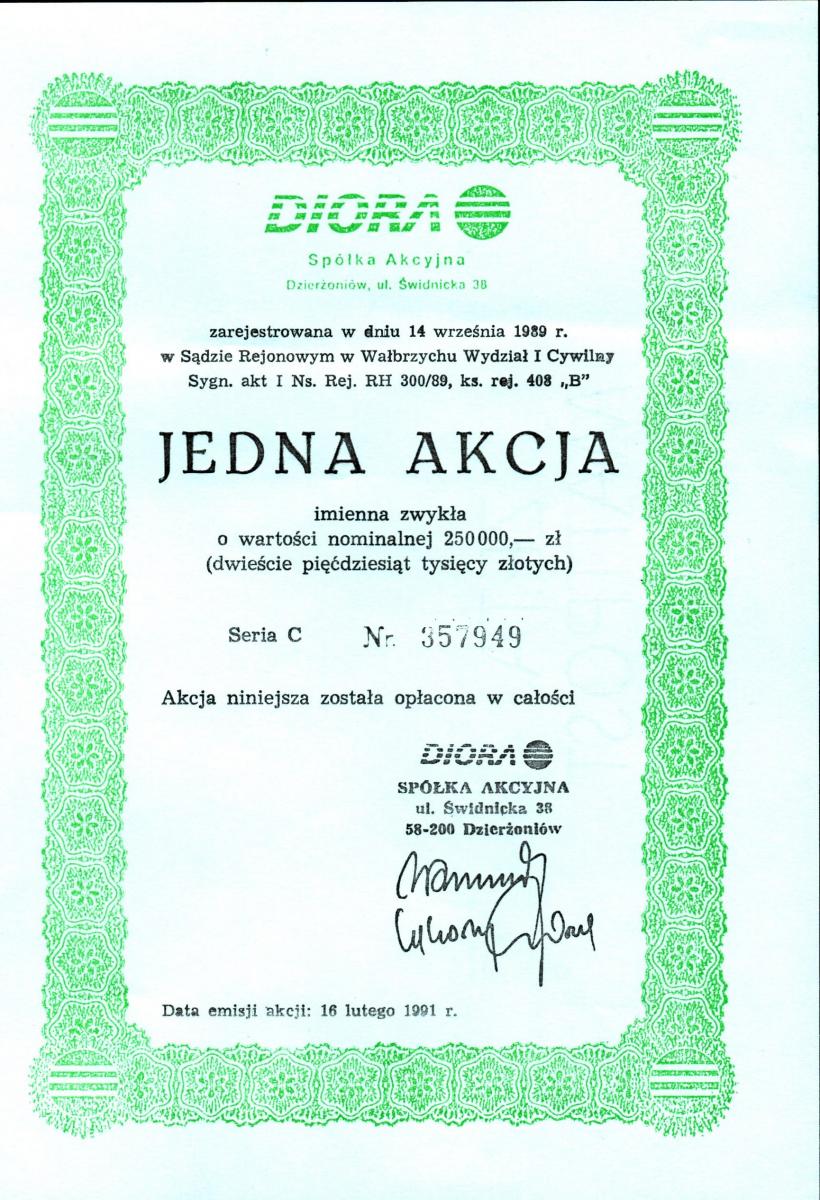 DIORA
Spółka Akcyjna
Dzierżoniów, ul. Świdnicka 38
zarejestrowana w dniu 14 września 1989 r.
w Sądzie Rejonowym w Wałbrzychu Wydział I Cywilny
Sygn. akt I Ns. Rej. RH 300/89, ks. rej. 408 „B”
JEDNA AKCJA
imienna zwykła
o wartości nominalnej 250 000,— zł
(dwieście pięćdziesiąt tysięcy złotych)
Seria C Nr. 357949
Akcja niniejsza została opłacona w całości
DIORA
SPÓŁKA AKCYJNA
ul. Świdnicka 38
58-200 Dzierżoniów
Data emisji akcji: 16 lutego 1991 r.